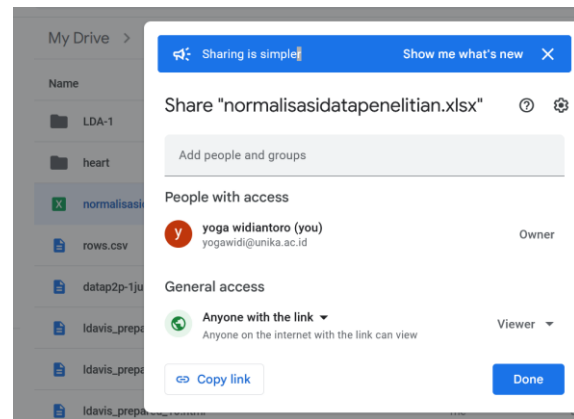 My Drive >
Sharing is simpler
Show me what's new
Name
Share "normalisasidatapenelitian.xlsx"
LDA-1
Add people and groups
heart
People with access
normalisasi
y
yoga widiantoro (you)
yogawidi@unika.ac.id
Owner
rows.csv
datap2p-1ju
General access
Anyone with the link
Anyone on the internet with the link can view
Viewer
ldavis_prepa
ldavis_prepa
Copy link
Done